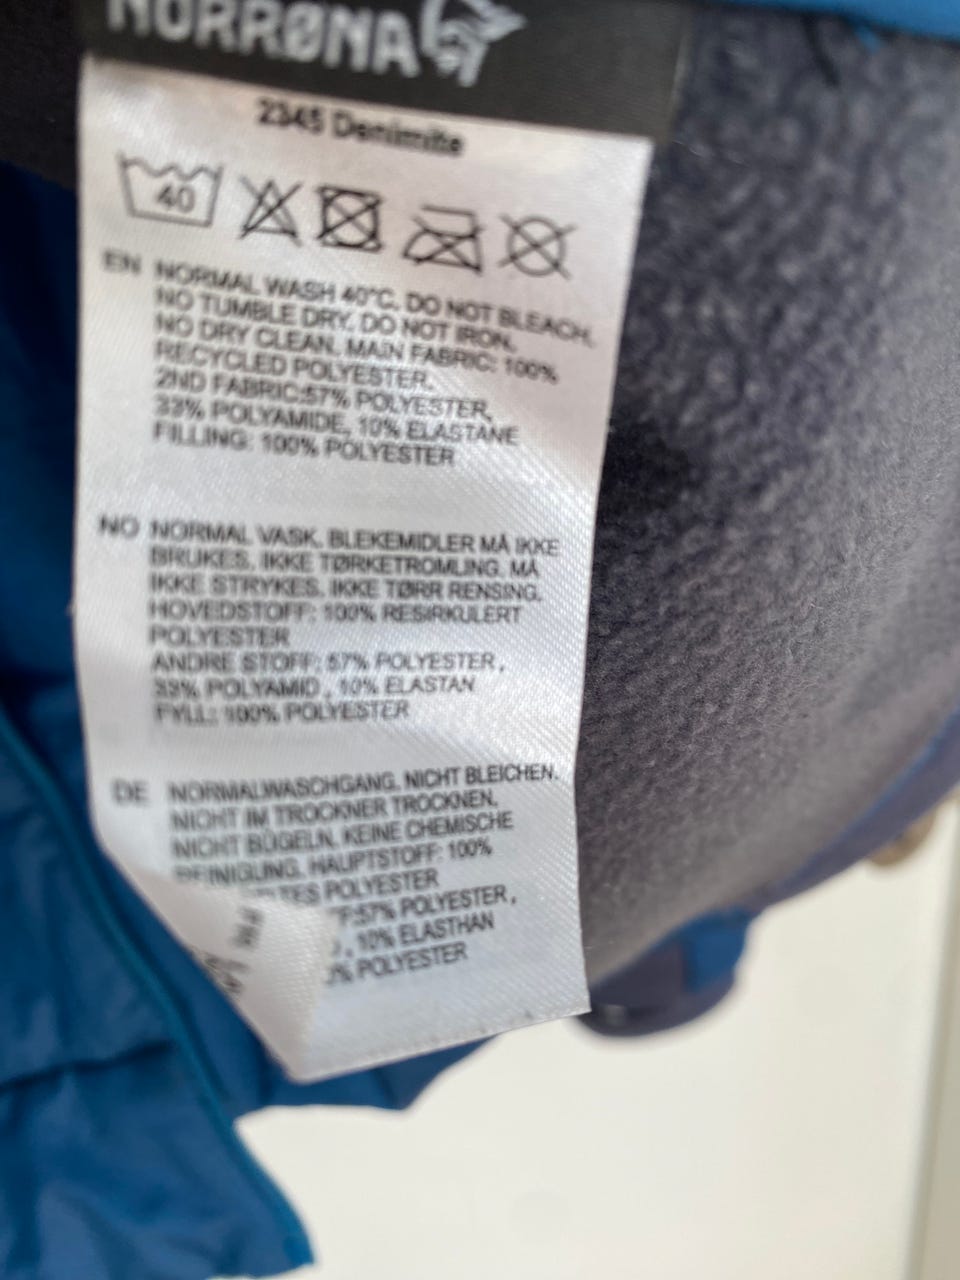 NORRØNA
2345 Denimite
40
EN NORMAL WASH 40°C. DO NOT BLEACH.
NO TUMBLE DRY. DO NOT IRON.
NO DRY CLEAN. MAIN FABRIC: 100%
RECYCLED POLYESTER.
2ND FABRIC:57% POLYESTER,
33% POLYAMIDE, 10% ELASTANE
FILLING: 100% POLYESTER
NO NORMAL VASK. BLEKEMIDLER MÅ IKKE
BRUKES. IKKE TØRKETROMLING. MÅ
IKKE STRYKES. IKKE TØRR RENSING.
HOVEDSTOFF: 100% RESIRKULERT
POLYESTER
ANDRE STOFF: 57% POLYESTER,
33% POLYAMID, 10% ELASTAN
FYLL: 100% POLYESTER
DE NORMALWASCHGANG. NICHT BLEICHEN.
NICHT IM TROCKNER TROCKNEN.
NICHT BÜGELN. KEINE CHEMISCHE
REINIGUNG. HAUPTSTOFF: 100%
POLYESTER
57% POLYESTER,
, 10% ELASTHAN
% POLYESTER